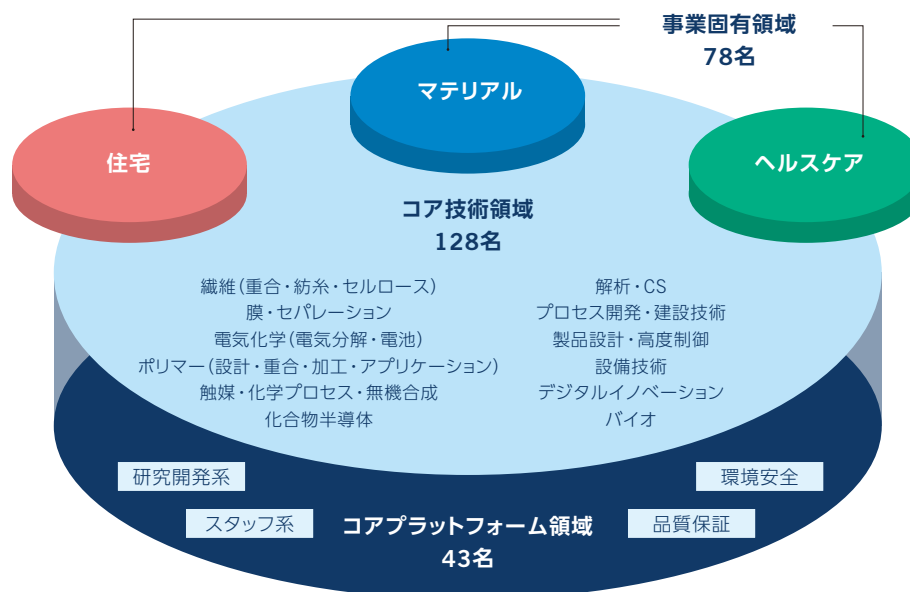 事業固有領域
78名
マテリアル
住宅
ヘルスケア
コア技術領域
128名
繊維(重合・紡糸・セルロース)
膜・セパレーション
電気化学(電気分解・電池)
ポリマー(設計・重合・加工・アプリケーション)
触媒・化学プロセス・無機合成
化合物半導体
解析・CS
プロセス開発・建設技術
製品設計・高度制御
設備技術
デジタルイノベーション
バイオ
研究開発系
環境安全
スタッフ系
コアプラットフォーム領域
43名
品質保証